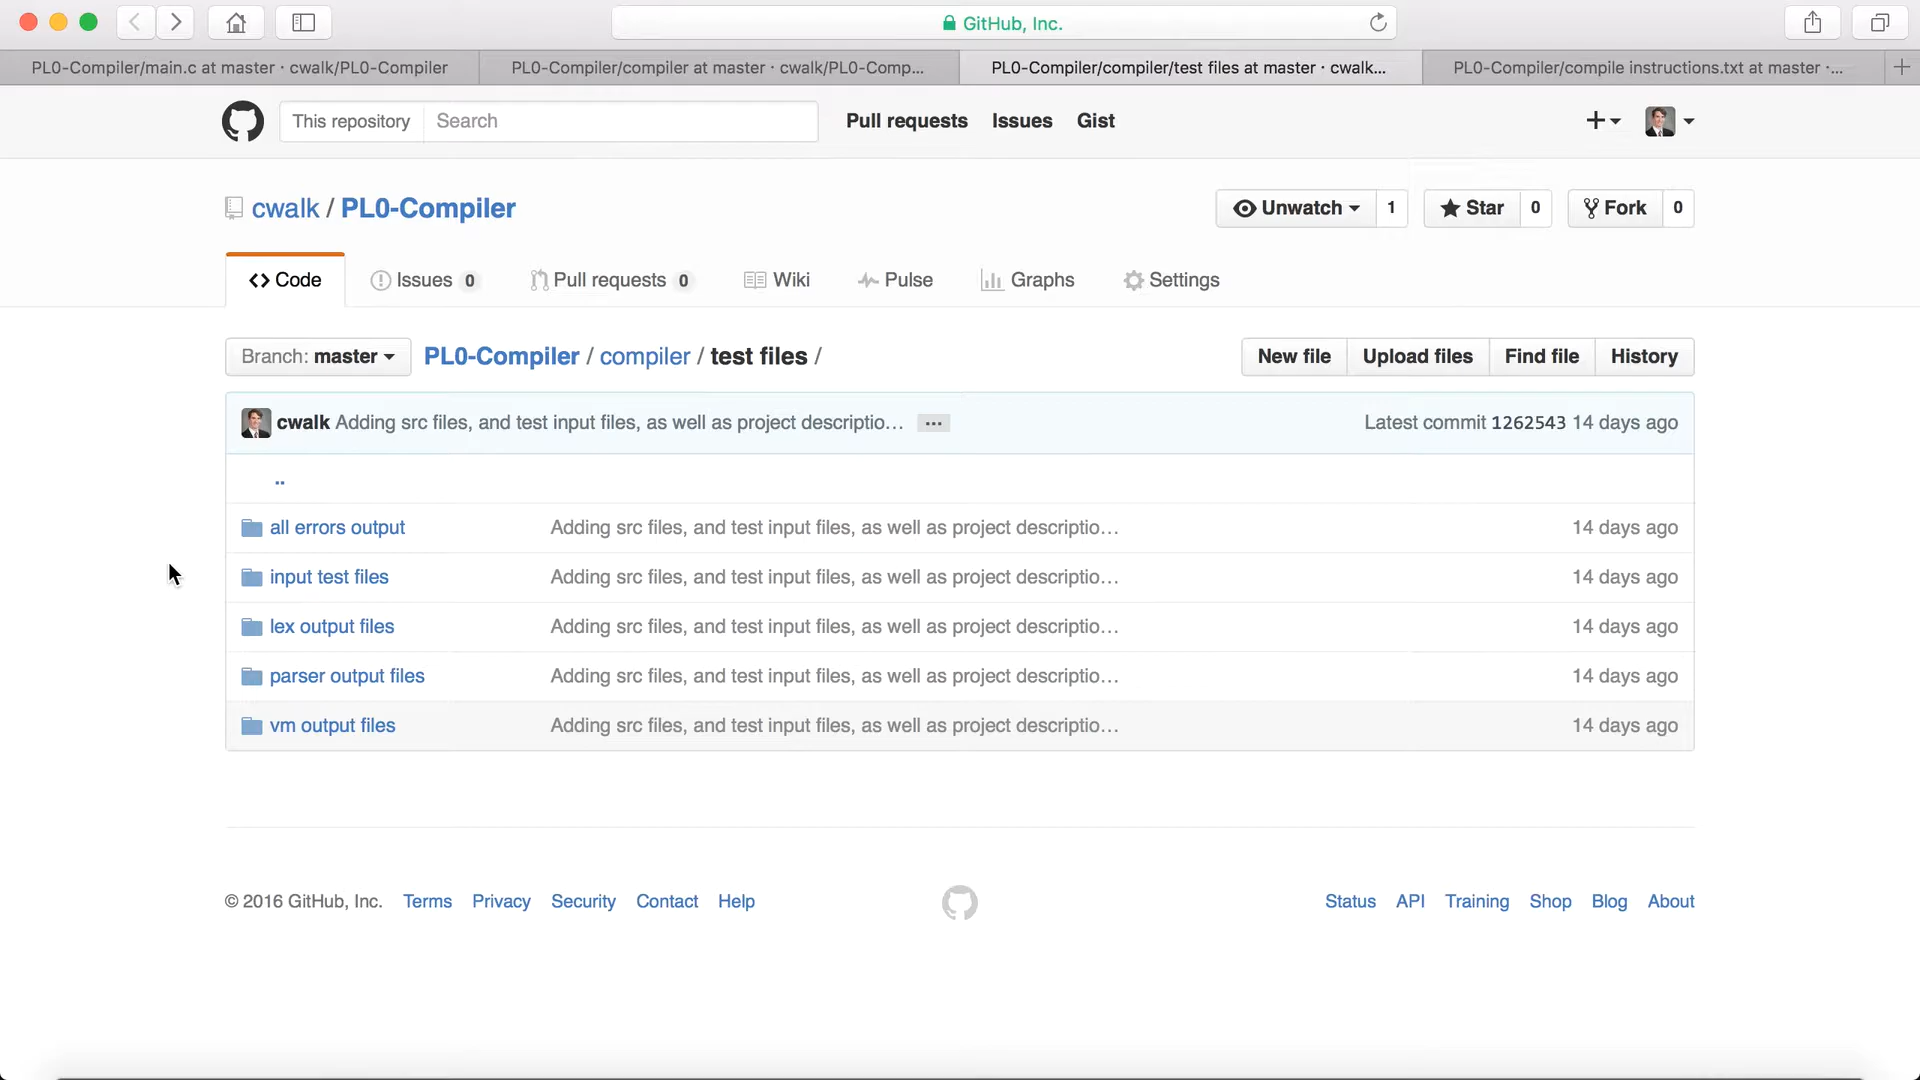 GitHub, Inc.
PL0-Compiler/main.c at master · cwalk/PL0-Compiler
PL0-Compiler/compiler at master · cwalk/PL0-Comp...
PL0-Compiler/compiler/test files at master · cwalk...
PL0-Compiler/compile instructions.txt at master ·...
This repository Search Pull requests Issues Gist
cwalk / PL0-Compiler
Unwatch 1 Star 0 Fork 0
Code Issues 0 Pull requests 0 Wiki Pulse Graphs Settings
Branch: master PL0-Compiler / compiler / test files / New file Upload files Find file History
cwalk Adding src files, and test input files, as well as project descriptio… ... Latest commit 1262543 14 days ago
..
all errors output Adding src files, and test input files, as well as project descriptio… 14 days ago
input test files Adding src files, and test input files, as well as project descriptio… 14 days ago
lex output files Adding src files, and test input files, as well as project descriptio… 14 days ago
parser output files Adding src files, and test input files, as well as project descriptio… 14 days ago
vm output files Adding src files, and test input files, as well as project descriptio… 14 days ago
© 2016 GitHub, Inc. Terms Privacy Security Contact Help Status API Training Shop Blog About